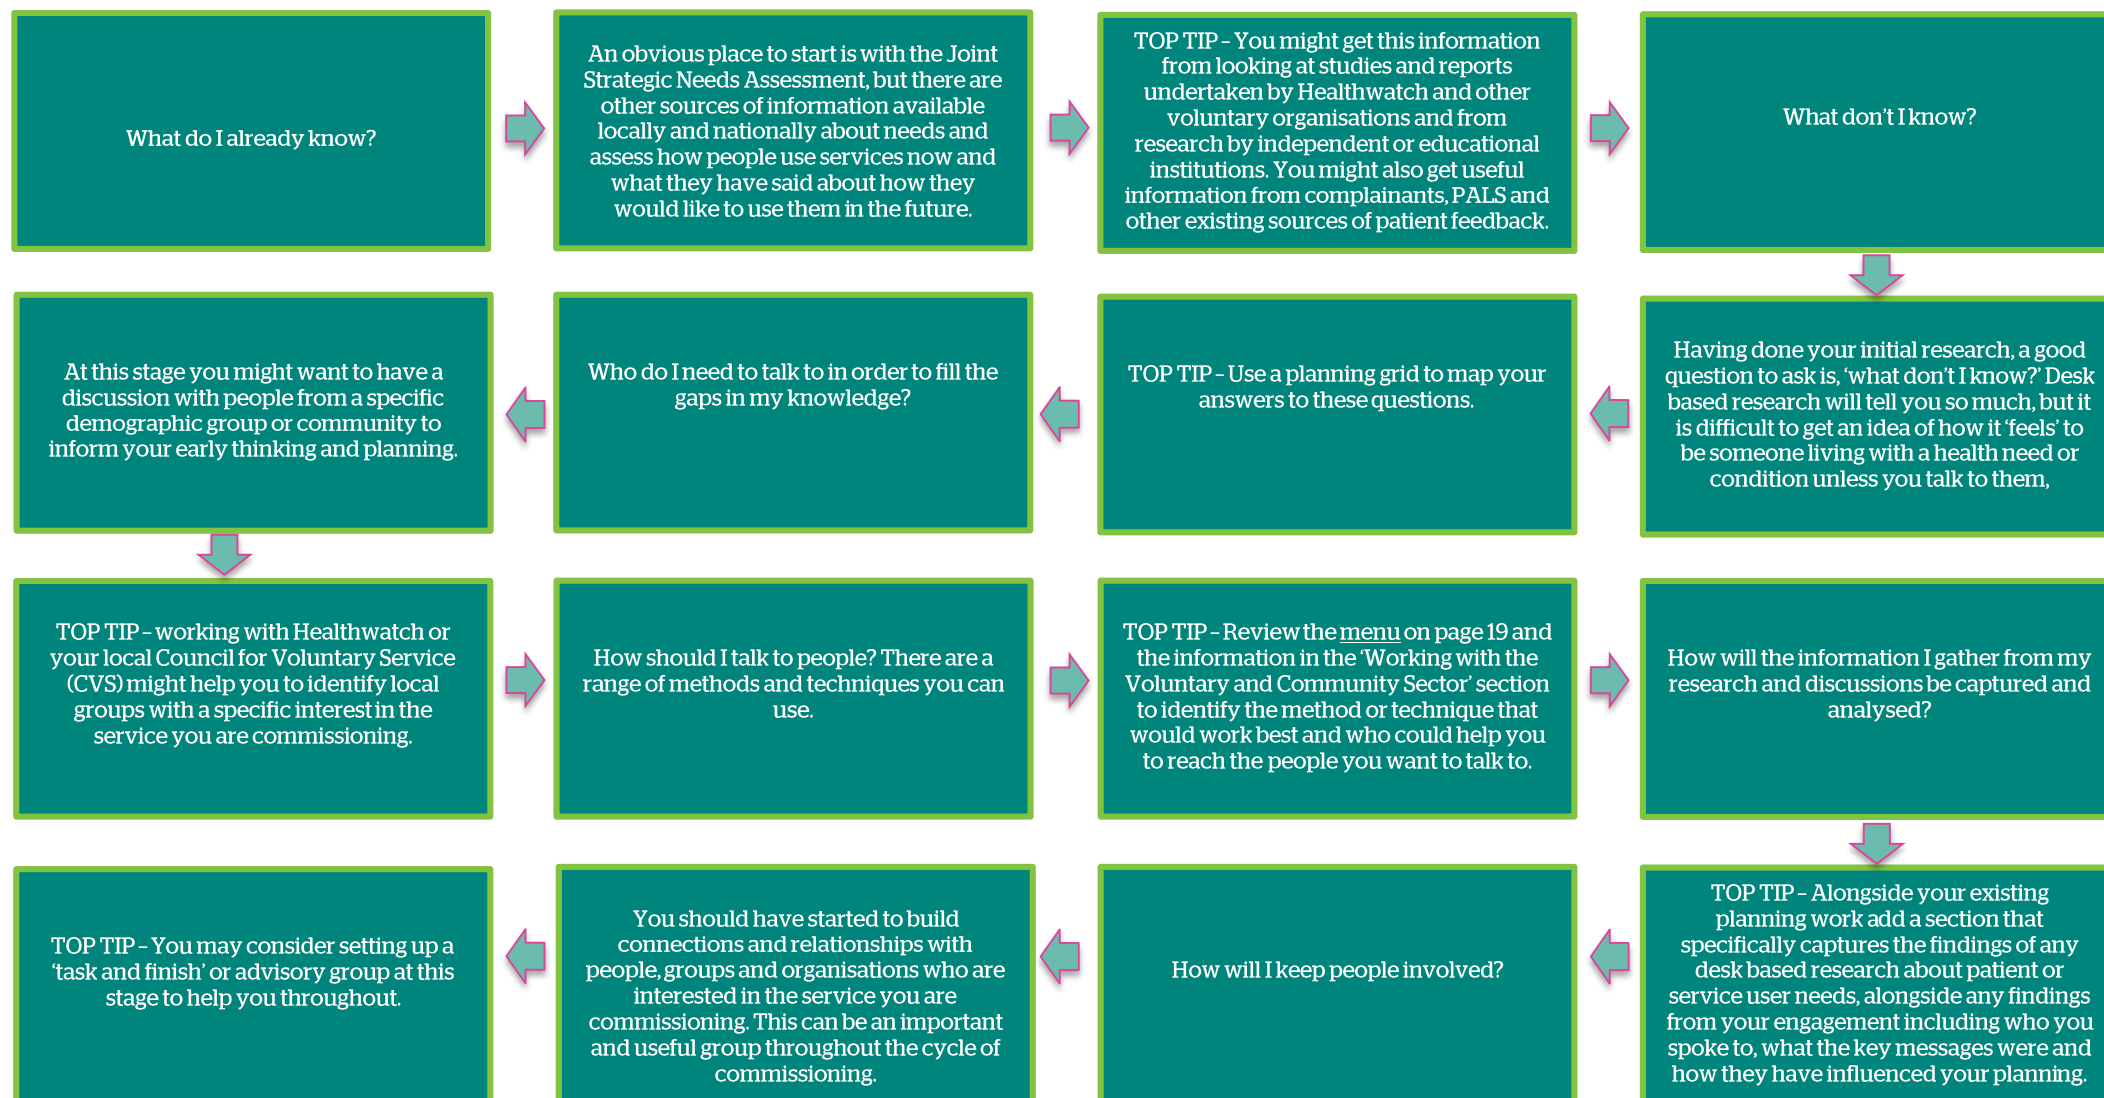 What do I already know?
An obvious place to start is with the Joint
Strategic Needs Assessment, but there are
other sources of information available
locally and nationally about needs and
assess how people use services now and
what they have said about how they
would like to use them in the future.
TOP TIP – You might get this information
from looking at studies and reports
undertaken by Healthwatch and other
voluntary organisations and from
research by independent or educational
institutions. You might also get useful
information from complainants, PALS and
other existing sources of patient feedback.
What don't I know?
Having done your initial research, a good
question to ask is, ‘what don't I know?’ Desk
based research will tell you so much, but it
is difficult to get an idea of how it ‘feels’ to
be someone living with a health need or
condition unless you talk to them,
TOP TIP – Use a planning grid to map your
answers to these questions.
Who do I need to talk to in order to fill the
gaps in my knowledge?
At this stage you might want to have a
discussion with people from a specific
demographic group or community to
inform your early thinking and planning.
TOP TIP – working with Healthwatch or
your local Council for Voluntary Service
(CVS) might help you to identify local
groups with a specific interest in the
service you are commissioning.
How should I talk to people? There are a
range of methods and techniques you can
use.
TOP TIP – Review the menu on page 19 and
the information in the ‘Working with the
Voluntary and Community Sector’ section
to identify the method or technique that
would work best and who could help you
to reach the people you want to talk to.
How will the information I gather from my
research and discussions be captured and
analysed?
TOP TIP – Alongside your existing
planning work add a section that
specifically captures the findings of any
desk based research about patient or
service user needs, alongside any findings
from your engagement including who you
spoke to, what the key messages were and
how they have influenced your planning.
How will I keep people involved?
You should have started to build
connections and relationships with
people, groups and organisations who are
interested in the service you are
commissioning. This can be an important
and useful group throughout the cycle of
commissioning.
TOP TIP – You may consider setting up a
‘task and finish’ or advisory group at this
stage to help you throughout.